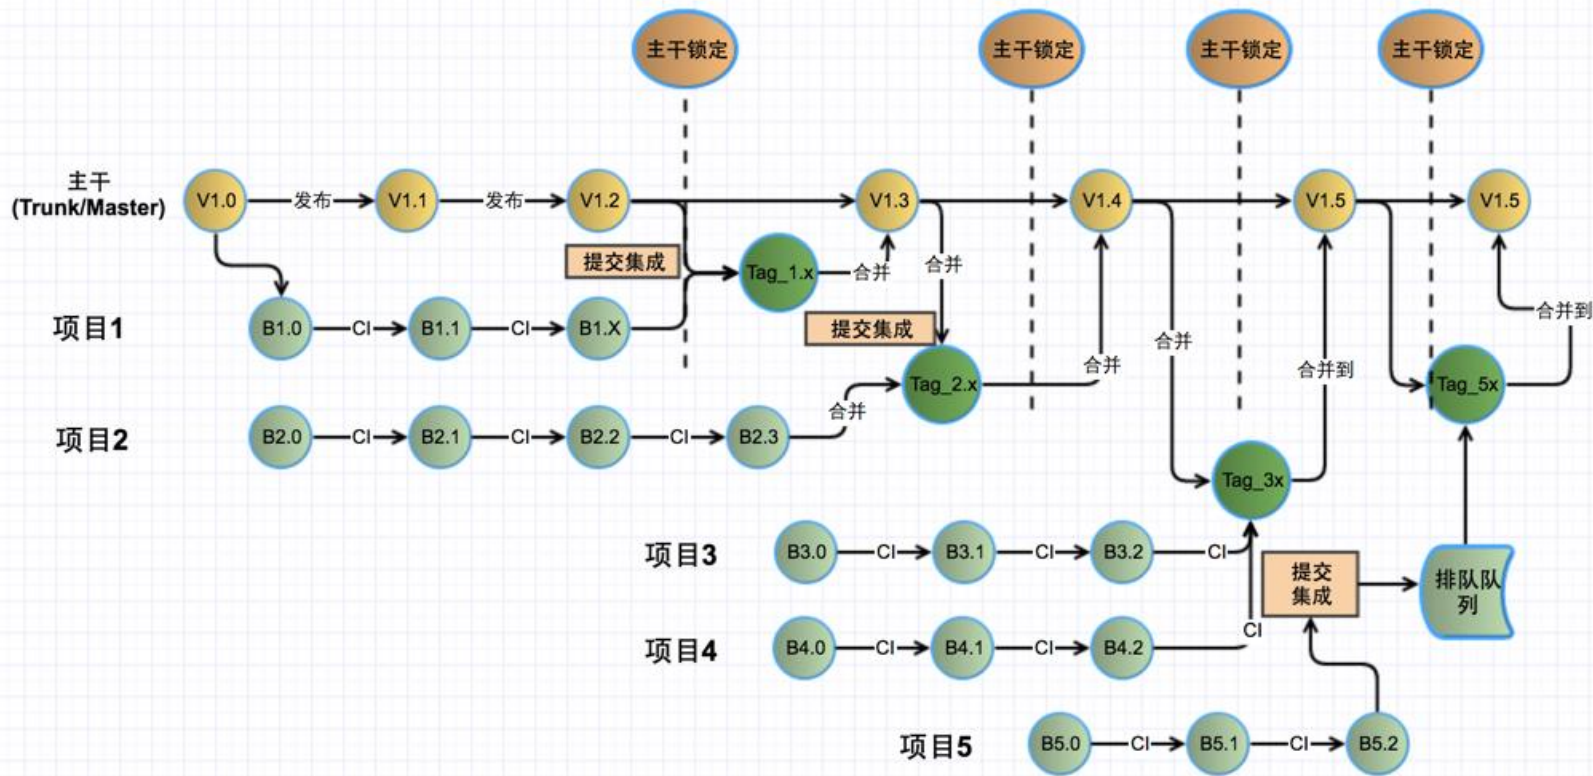 主干锁定
主干锁定
主干锁定
主干锁定
主干
(Trunk/Master)
V1.0
发布
V1.1
发布
V1.2
V1.3
V1.4
V1.5
V1.5
提交集成
Tag_1.x
合并
合并
项目1
B1.0
CI
B1.1
CI
B1.X
提交集成
合并
合并
合并到
合并到
Tag_2.x
Tag_5x
合并
项目2
B2.0
CI
B2.1
CI
B2.2
CI
B2.3
Tag_3x
项目3
B3.0
CI
B3.1
CI
B3.2
CI
提交
集成
排队队
列
项目4
B4.0
CI
B4.1
CI
B4.2
CI
项目5
B5.0
CI
B5.1
CI
B5.2